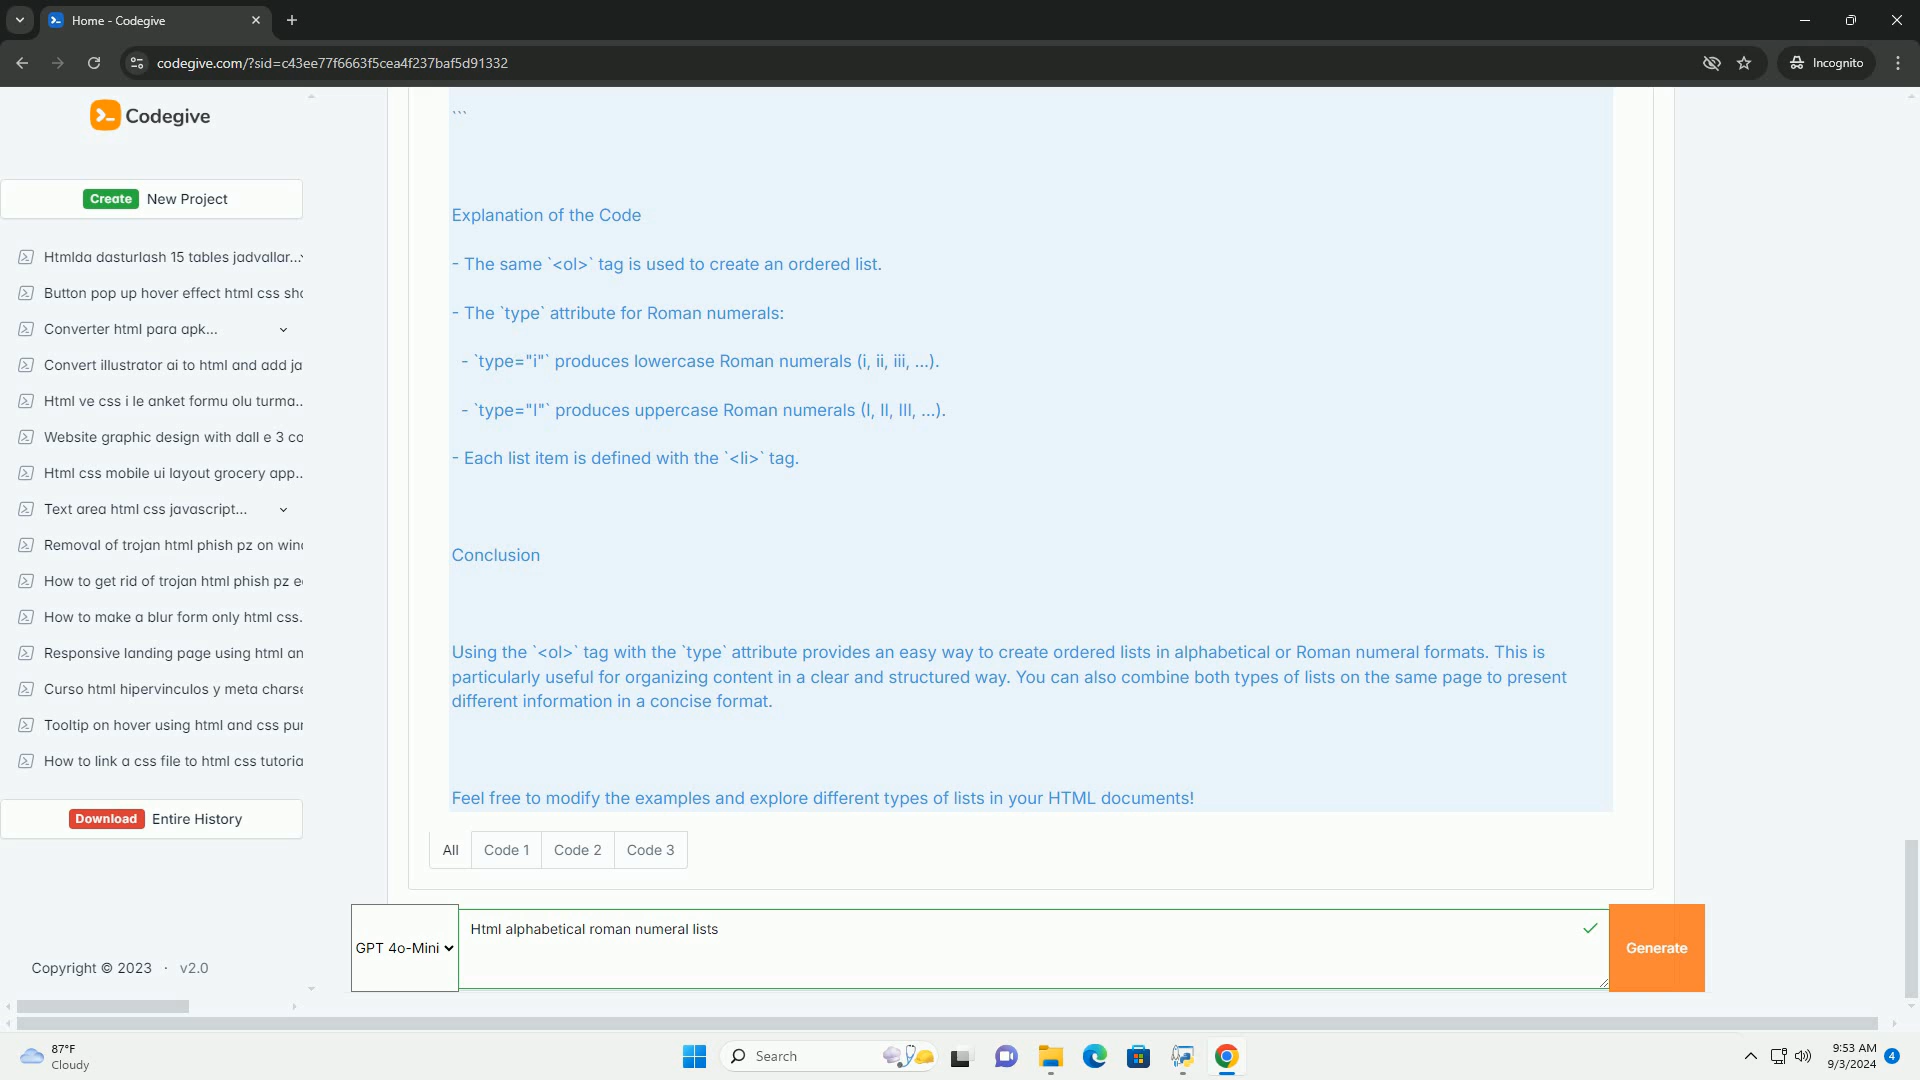 Home - Codegive
codegive.com/?sid=c43ee77f6663f5cea4f237baf5d91332
Incognito
Codegive
Create New Project
Htmlda dasturlash 15 tables jadvallar...
Button pop up hover effect html css sho
Converter html para apk...
Convert illustrator ai to html and add ja
Html ve css i le anket formu olu turma...
Website graphic design with dall e 3 co
Html css mobile ui layout grocery app...
Text area html css javascript...
Removal of trojan html phish pz on win
How to get rid of trojan html phish pz e
How to make a blur form only html css.
Responsive landing page using html an
Curso html hipervinculos y meta charse
Tooltip on hover using html and css pur
How to link a css file to html css tutoria
Download Entire History
Copyright © 2023 · v2.0
```
Explanation of the Code
- The same `<ol>` tag is used to create an ordered list.
- The `type` attribute for Roman numerals:
- `type="i"` produces lowercase Roman numerals (i, ii, iii, ...).
- `type="I"` produces uppercase Roman numerals (I, II, III, ...).
- Each list item is defined with the `<li>` tag.
Conclusion
Using the `<ol>` tag with the `type` attribute provides an easy way to create ordered lists in alphabetical or Roman numeral formats. This is
particularly useful for organizing content in a clear and structured way. You can also combine both types of lists on the same page to present
different information in a concise format.
Feel free to modify the examples and explore different types of lists in your HTML documents!
All Code 1 Code 2 Code 3
GPT 4o-Mini
Html alphabetical roman numeral lists
Generate
87°F
Cloudy
Search
9:53 AM
9/3/2024
4